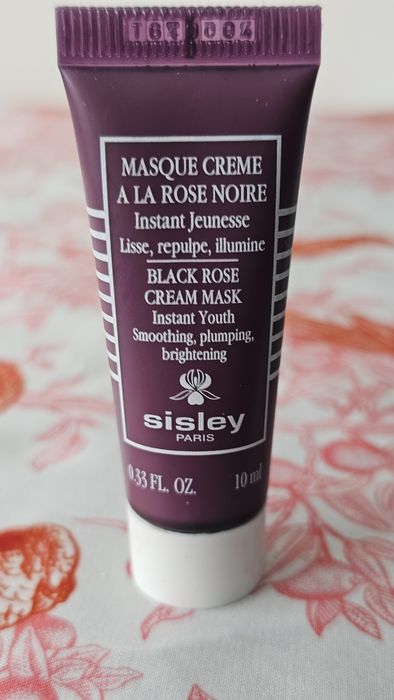 MASQUE CREME
A LA ROSE NOIRE
Instant Jeunesse
Lisse, repulpe, illumine
BLACK ROSE
CREAM MASK
Instant Youth
Smoothing, plumping,
brightening
sisley
PARIS
0.33 FL. OZ. 10 ml